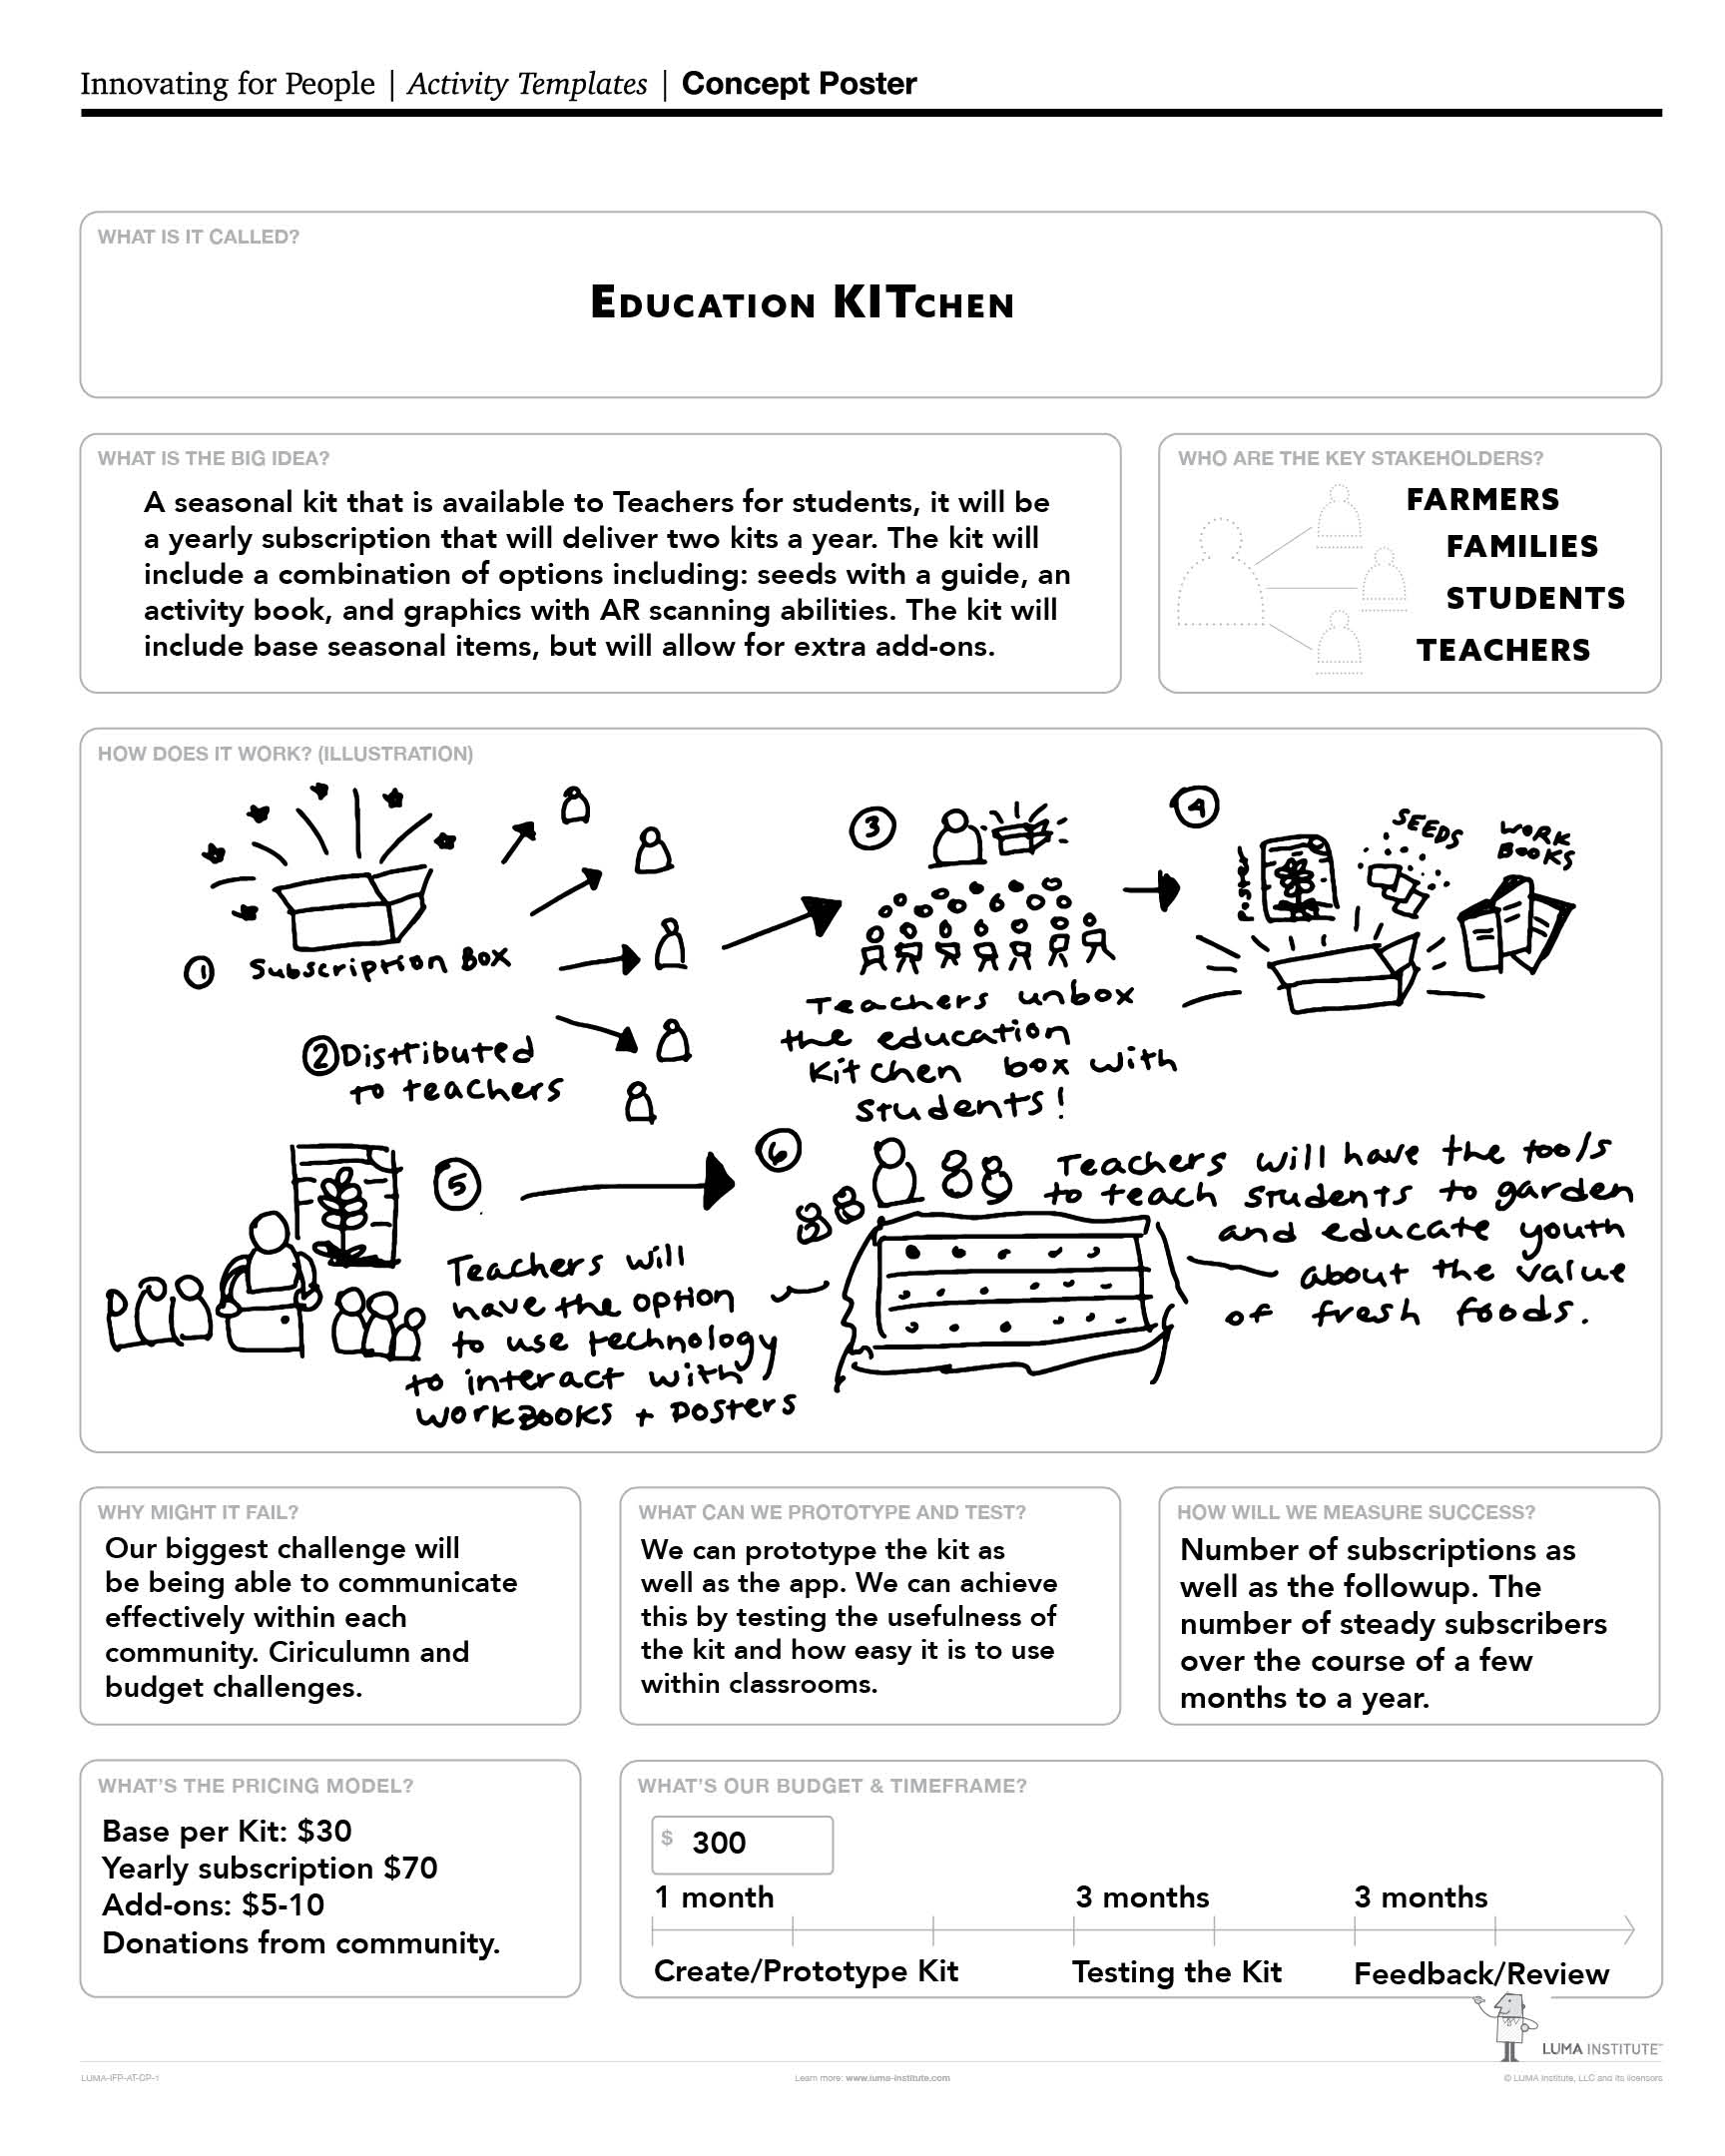 Innovating for People | Activity Templates | Concept Poster
WHAT IS IT CALLED?
EDUCATION KITCHEN
WHAT IS THE BIG IDEA?
A seasonal kit that is available to Teachers for students, it will be
a yearly subscription that will deliver two kits a year. The kit will
include a combination of options including: seeds with a guide, an
activity book, and graphics with AR scanning abilities. The kit will
include base seasonal items, but will allow for extra add-ons.
WHO ARE THE KEY STAKEHOLDERS?
FARMERS
FAMILIES
STUDENTS
TEACHERS
HOW DOES IT WORK? (ILLUSTRATION)
1 Subscription Box
2 Distributed
to teachers
3
Teachers unbox
the education
Kitchen box with
students!
4
Poster
SEEDS
WORK
BOOKS
5
Teachers will
have the option
to use technology
to interact with
workbooks + posters
6
Teachers will have the tools
to teach students to garden
and educate youth
about the value
of fresh foods.
WHY MIGHT IT FAIL?
Our biggest challenge will
be being able to communicate
effectively within each
community. Ciriculumn and
budget challenges.
WHAT CAN WE PROTOTYPE AND TEST?
We can prototype the kit as
well as the app. We can achieve
this by testing the usefulness of
the kit and how easy it is to use
within classrooms.
HOW WILL WE MEASURE SUCCESS?
Number of subscriptions as
well as the followup. The
number of steady subscribers
over the course of a few
months to a year.
WHAT'S THE PRICING MODEL?
Base per Kit: $30
Yearly subscription $70
Add-ons: $5-10
Donations from community.
WHAT'S OUR BUDGET & TIMEFRAME?
$ 300
1 month 3 months 3 months
Create/Prototype Kit Testing the Kit Feedback/Review
LUMA INSTITUTE™
LUMA-IFP-AT-CP-1
Learn more: www.luma-institute.com
© LUMA Institute, LLC and its licensors